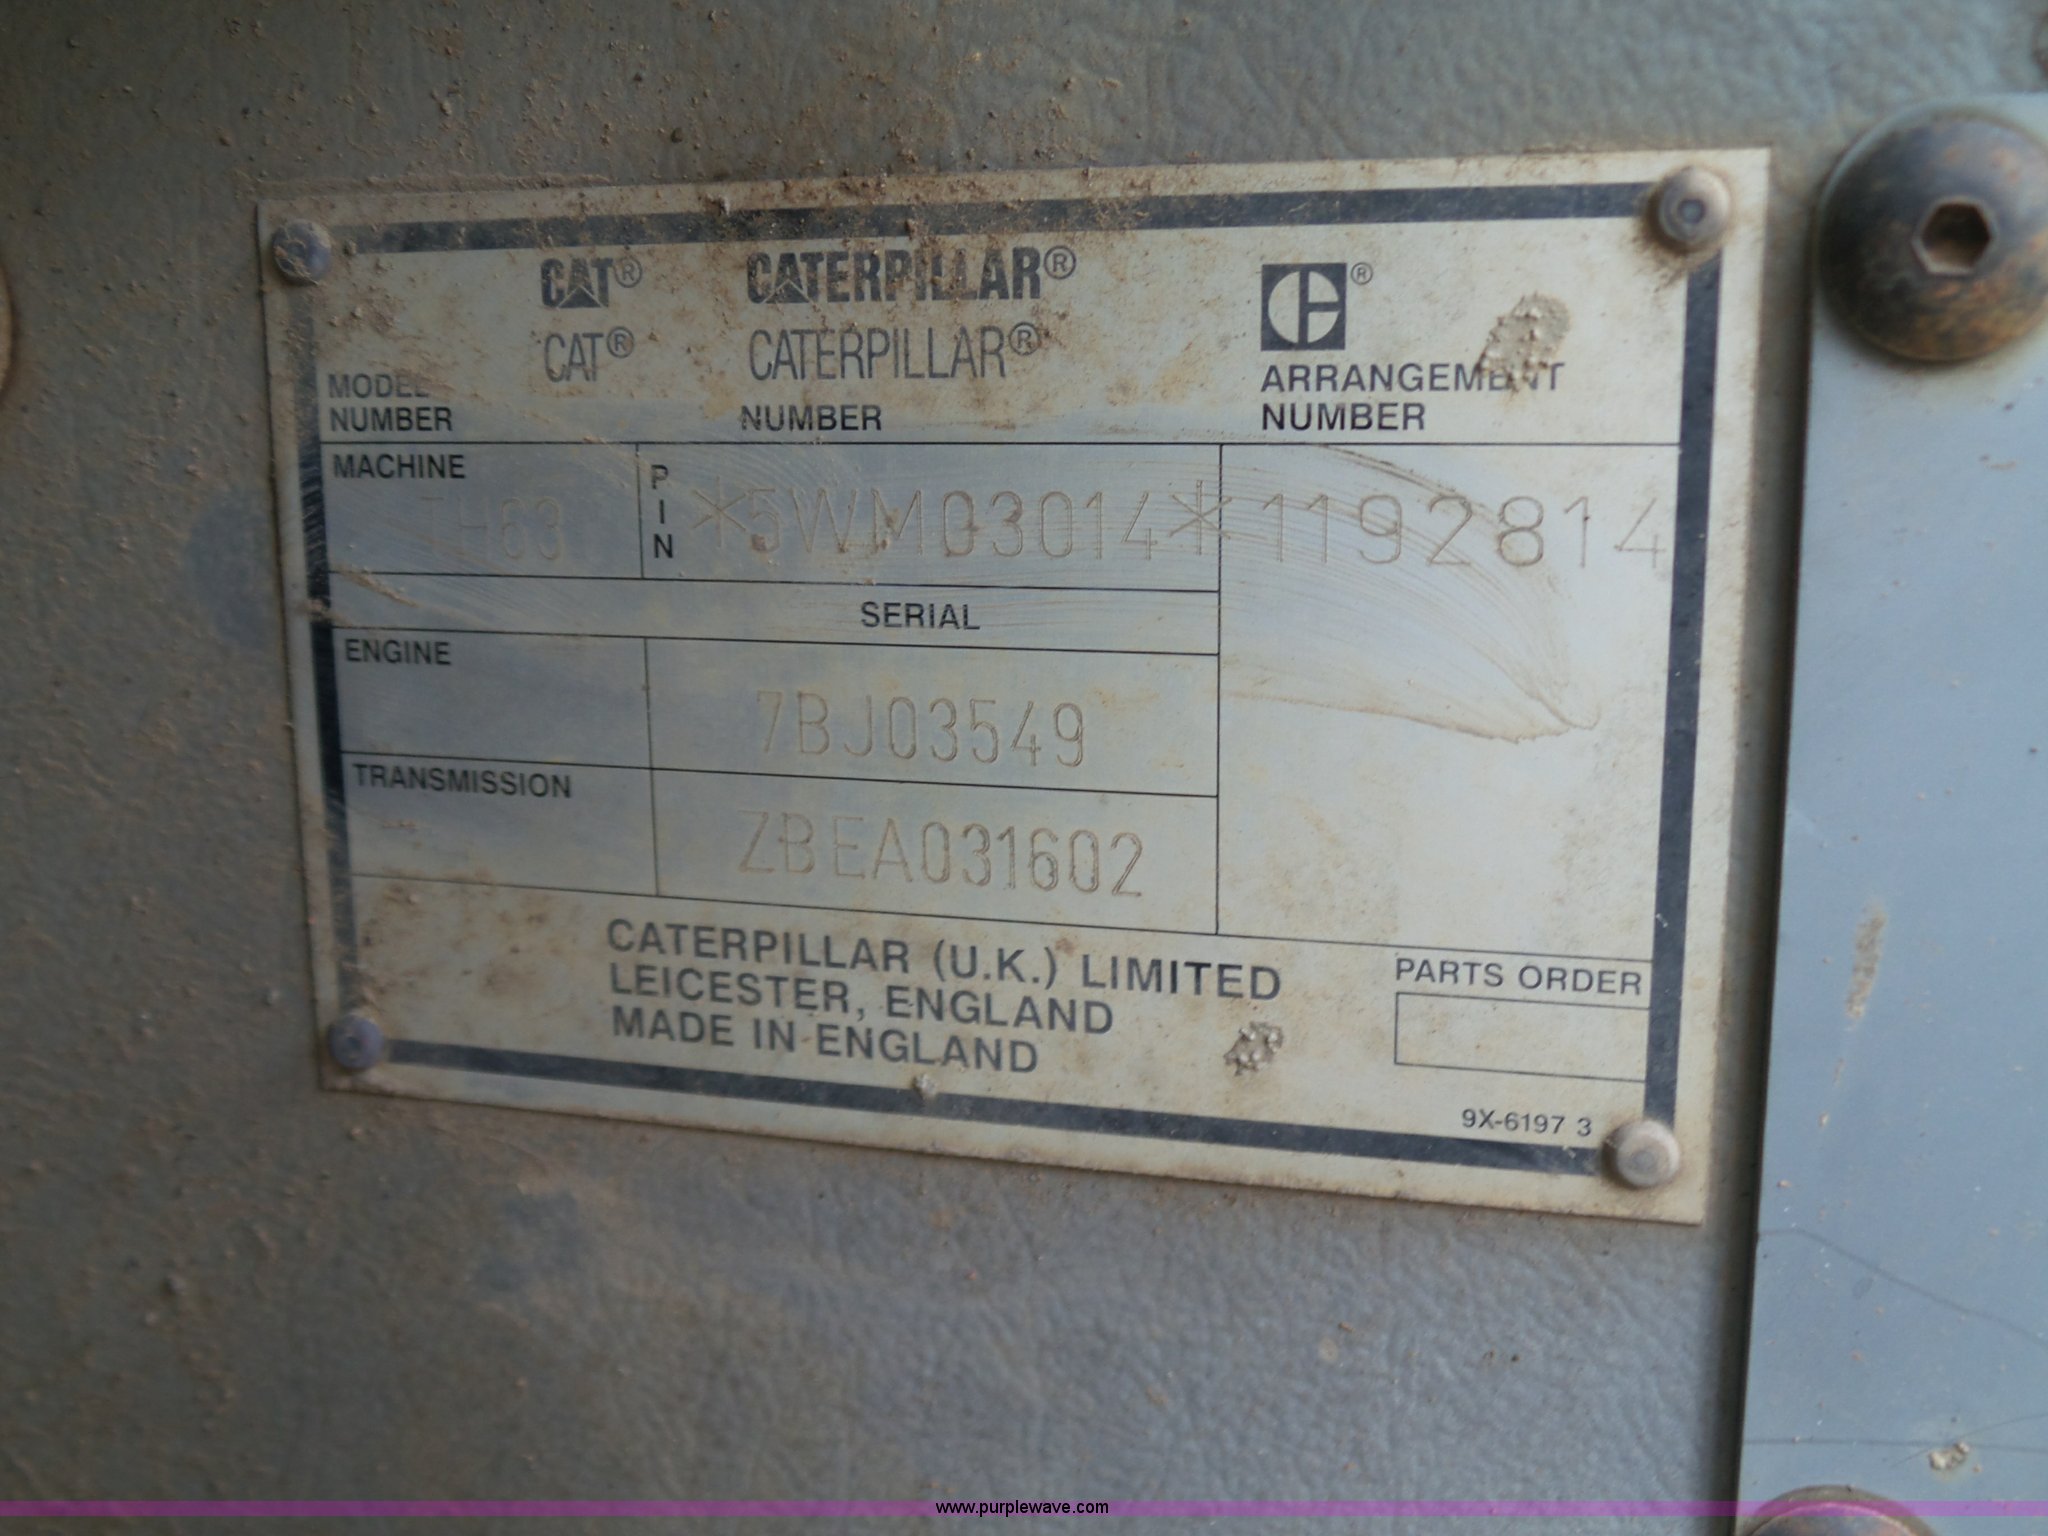 CAT® CATERPILLAR® ®
CAT® CATERPILLAR®
MODEL NUMBER
NUMBER
ARRANGEMENT NUMBER
MACHINE
TH63
PIN
*5WM03014*
1192814
SERIAL
ENGINE
7BJ03549
TRANSMISSION
ZBEA031602
CATERPILLAR (U.K.) LIMITED
LEICESTER, ENGLAND
MADE IN ENGLAND
PARTS ORDER
9X-6197 3
www.purplewave.com